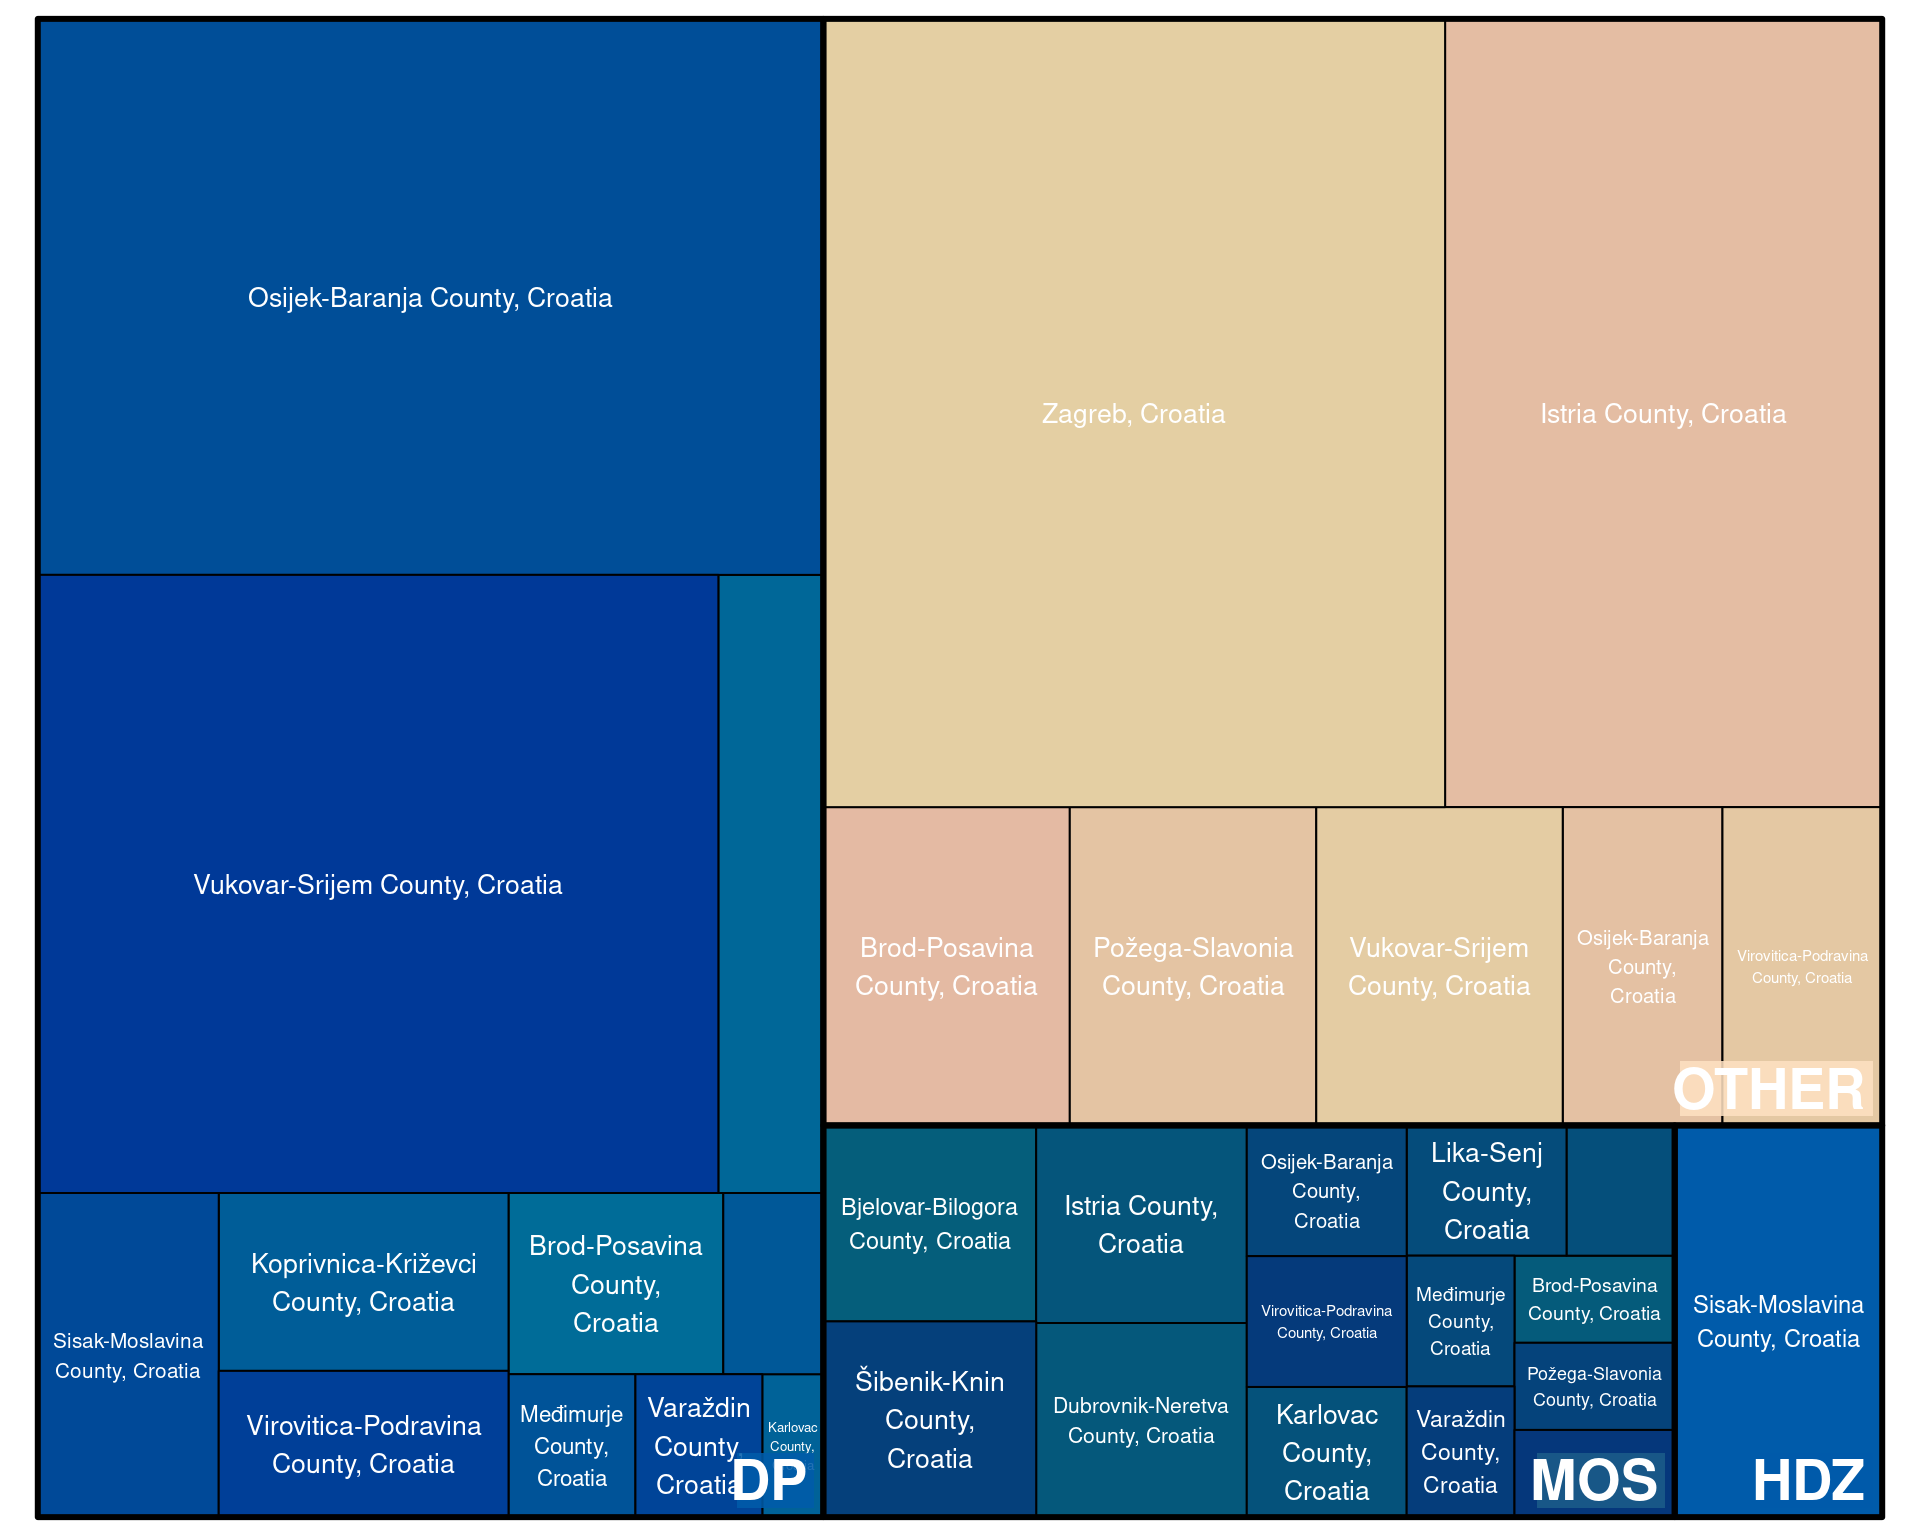 Osijek-Baranja County, Croatia
Vukovar-Srijem County, Croatia
Sisak-Moslavina
County, Croatia
Koprivnica-Križevci
County, Croatia
Virovitica-Podravina
County, Croatia
Brod-Posavina
County,
Croatia
Međimurje
County,
Croatia
Varaždin
County,
Croatia
Karlovac
County,
DP
Zagreb, Croatia
Istria County, Croatia
Brod-Posavina
County, Croatia
Požega-Slavonia
County, Croatia
Vukovar-Srijem
County, Croatia
Osijek-Baranja
County,
Croatia
Virovitica-Podravina
County, Croatia
OTHER
Bjelovar-Bilogora
County, Croatia
Šibenik-Knin
County,
Croatia
Istria County,
Croatia
Dubrovnik-Neretva
County, Croatia
Osijek-Baranja
County,
Croatia
Virovitica-Podravina
County, Croatia
Karlovac
County,
Croatia
Lika-Senj
County,
Croatia
Međimurje
County,
Croatia
Varaždin
County,
Croatia
Brod-Posavina
County, Croatia
Požega-Slavonia
County, Croatia
MOS
Sisak-Moslavina
County, Croatia
HDZ